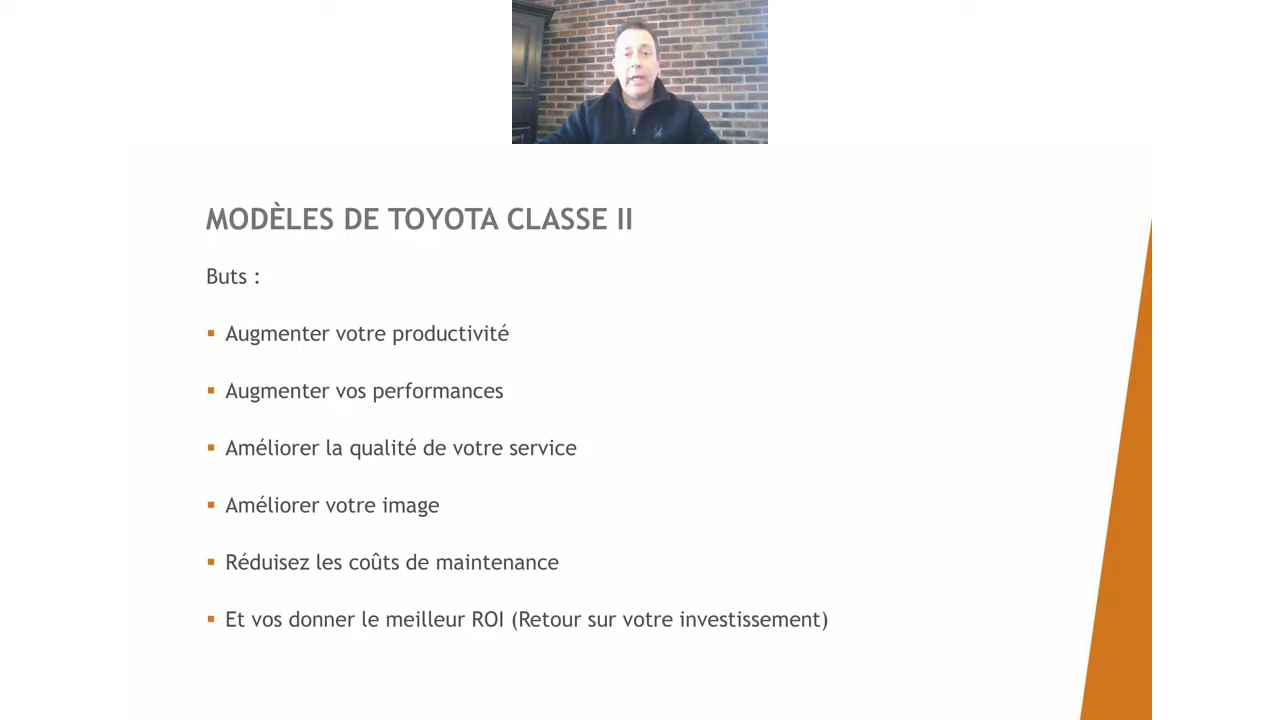 MODÈLES DE TOYOTA CLASSE II
Buts :
Augmenter votre productivité
Augmenter vos performances
Améliorer la qualité de votre service
Améliorer votre image
Réduisez les coûts de maintenance
Et vos donner le meilleur ROI (Retour sur votre investissement)